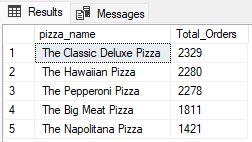 Results Messages
pizza_name Total_Orders
1 The Classic Deluxe Pizza 2329
2 The Hawaiian Pizza 2280
3 The Pepperoni Pizza 2278
4 The Big Meat Pizza 1811
5 The Napolitana Pizza 1421